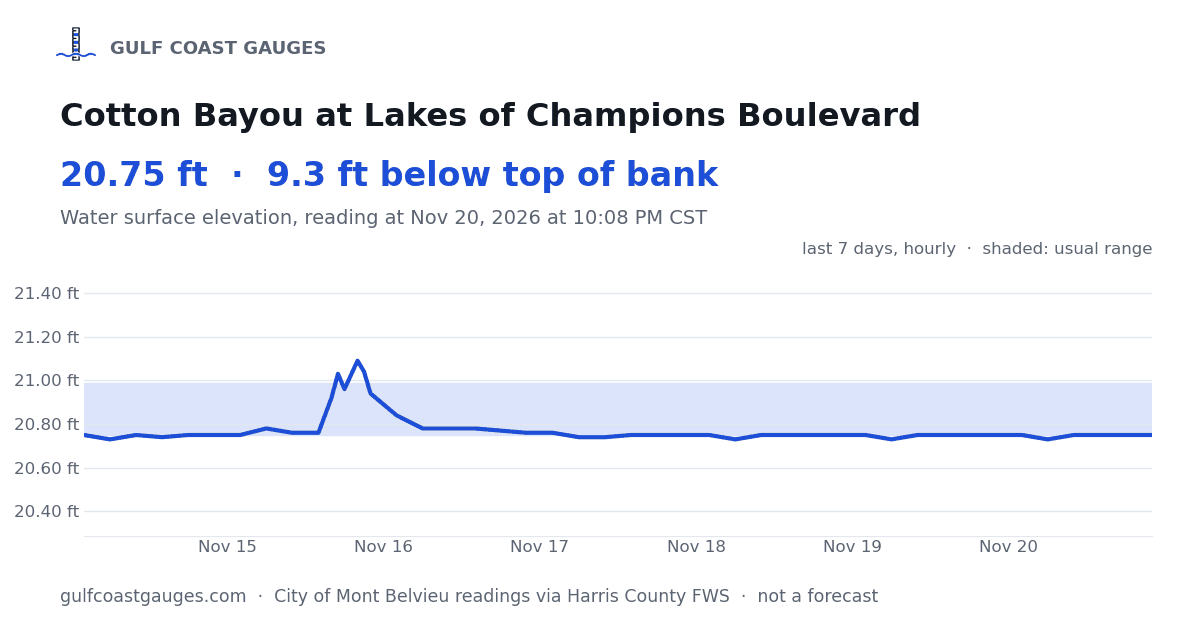 GULF COAST GAUGES
Cotton Bayou at Lakes of Champions Boulevard
20.75 ft · 9.3 ft below top of bank
Water surface elevation, reading at Nov 20, 2026 at 10:08 PM CST
last 7 days, hourly · shaded: usual range
21.40 ft
21.20 ft
21.00 ft
20.80 ft
20.60 ft
20.40 ft
Nov 15 Nov 16 Nov 17 Nov 18 Nov 19 Nov 20
gulfcoastgauges.com · City of Mont Belvieu readings via Harris County FWS · not a forecast